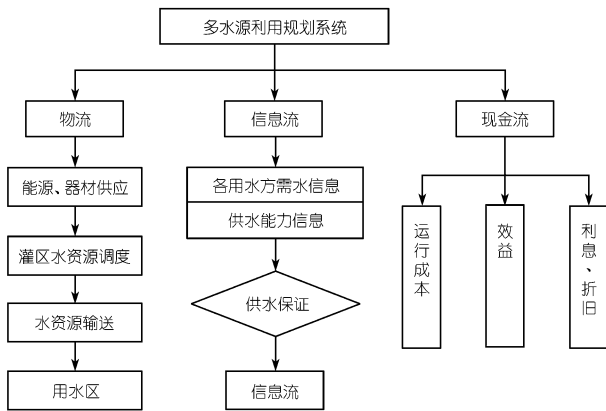 多水源利用规划系统
物流
信息流
现金流
能源、器材供应
各用水方需水信息
供水能力信息
运行成本
效益
利息、折旧
灌区水资源调度
供水保证
水资源输送
用水区
信息流